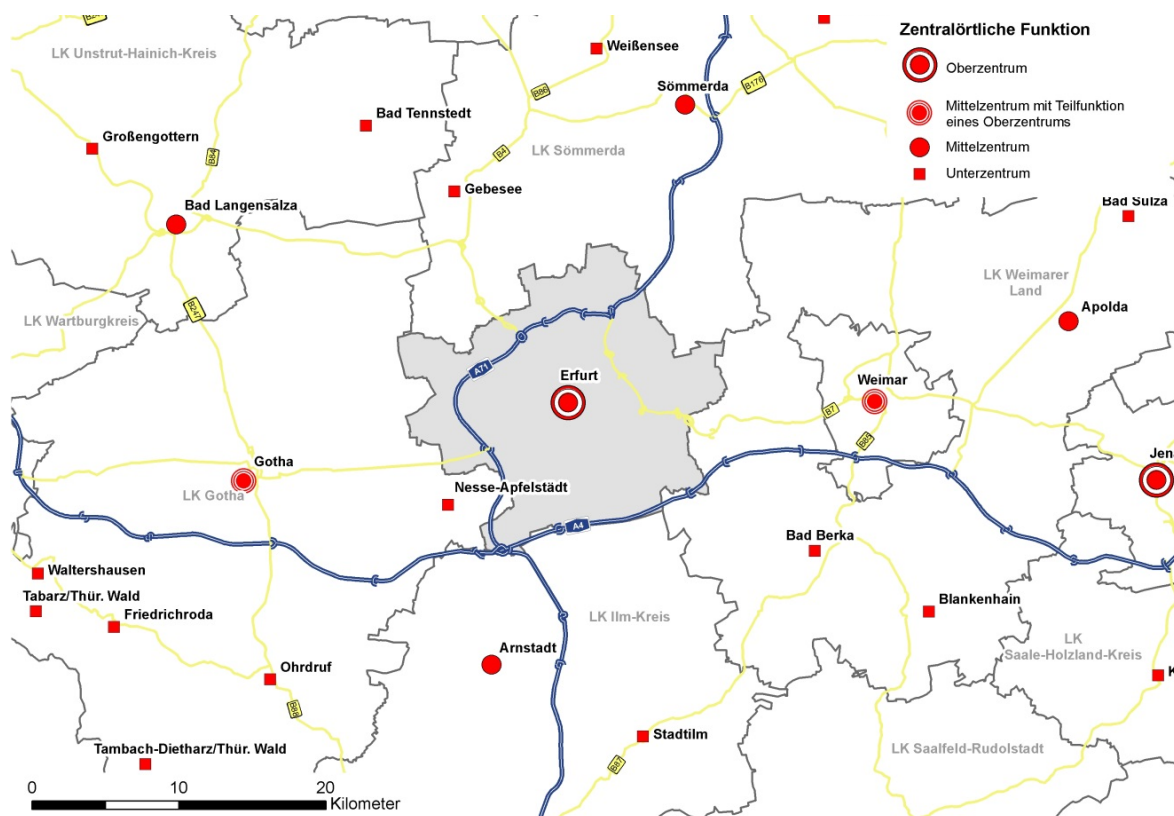 Zentralörtliche Funktion
Oberzentrum
Mittelzentrum mit Teilfunktion
eines Oberzentrums
Mittelzentrum
Unterzentrum
LK Unstrut-Hainich-Kreis
Weißensee
Sömmerda
B86
B176
Bad Tennstedt
Großengottern
B84
B4
LK Sömmerda
Gebesee
Bad Langensalza
Bad Sulza
LK Weimarer
Land
B247
LK Wartburgkreis
Apolda
A71
Erfurt
Weimar
B7
B85
Gotha
LK Gotha
Nesse-Apfelstädt
A4
Bad Berka
Waltershausen
Tabarz/Thür. Wald
Friedrichroda
LK Ilm-Kreis
Blankenhain
LK
Saale-Holzland-Kreis
Arnstadt
Ohrdruf
B88
Stadtilm
Tambach-Dietharz/Thür. Wald
LK Saalfeld-Rudolstadt
B87
0 10 20
Kilometer